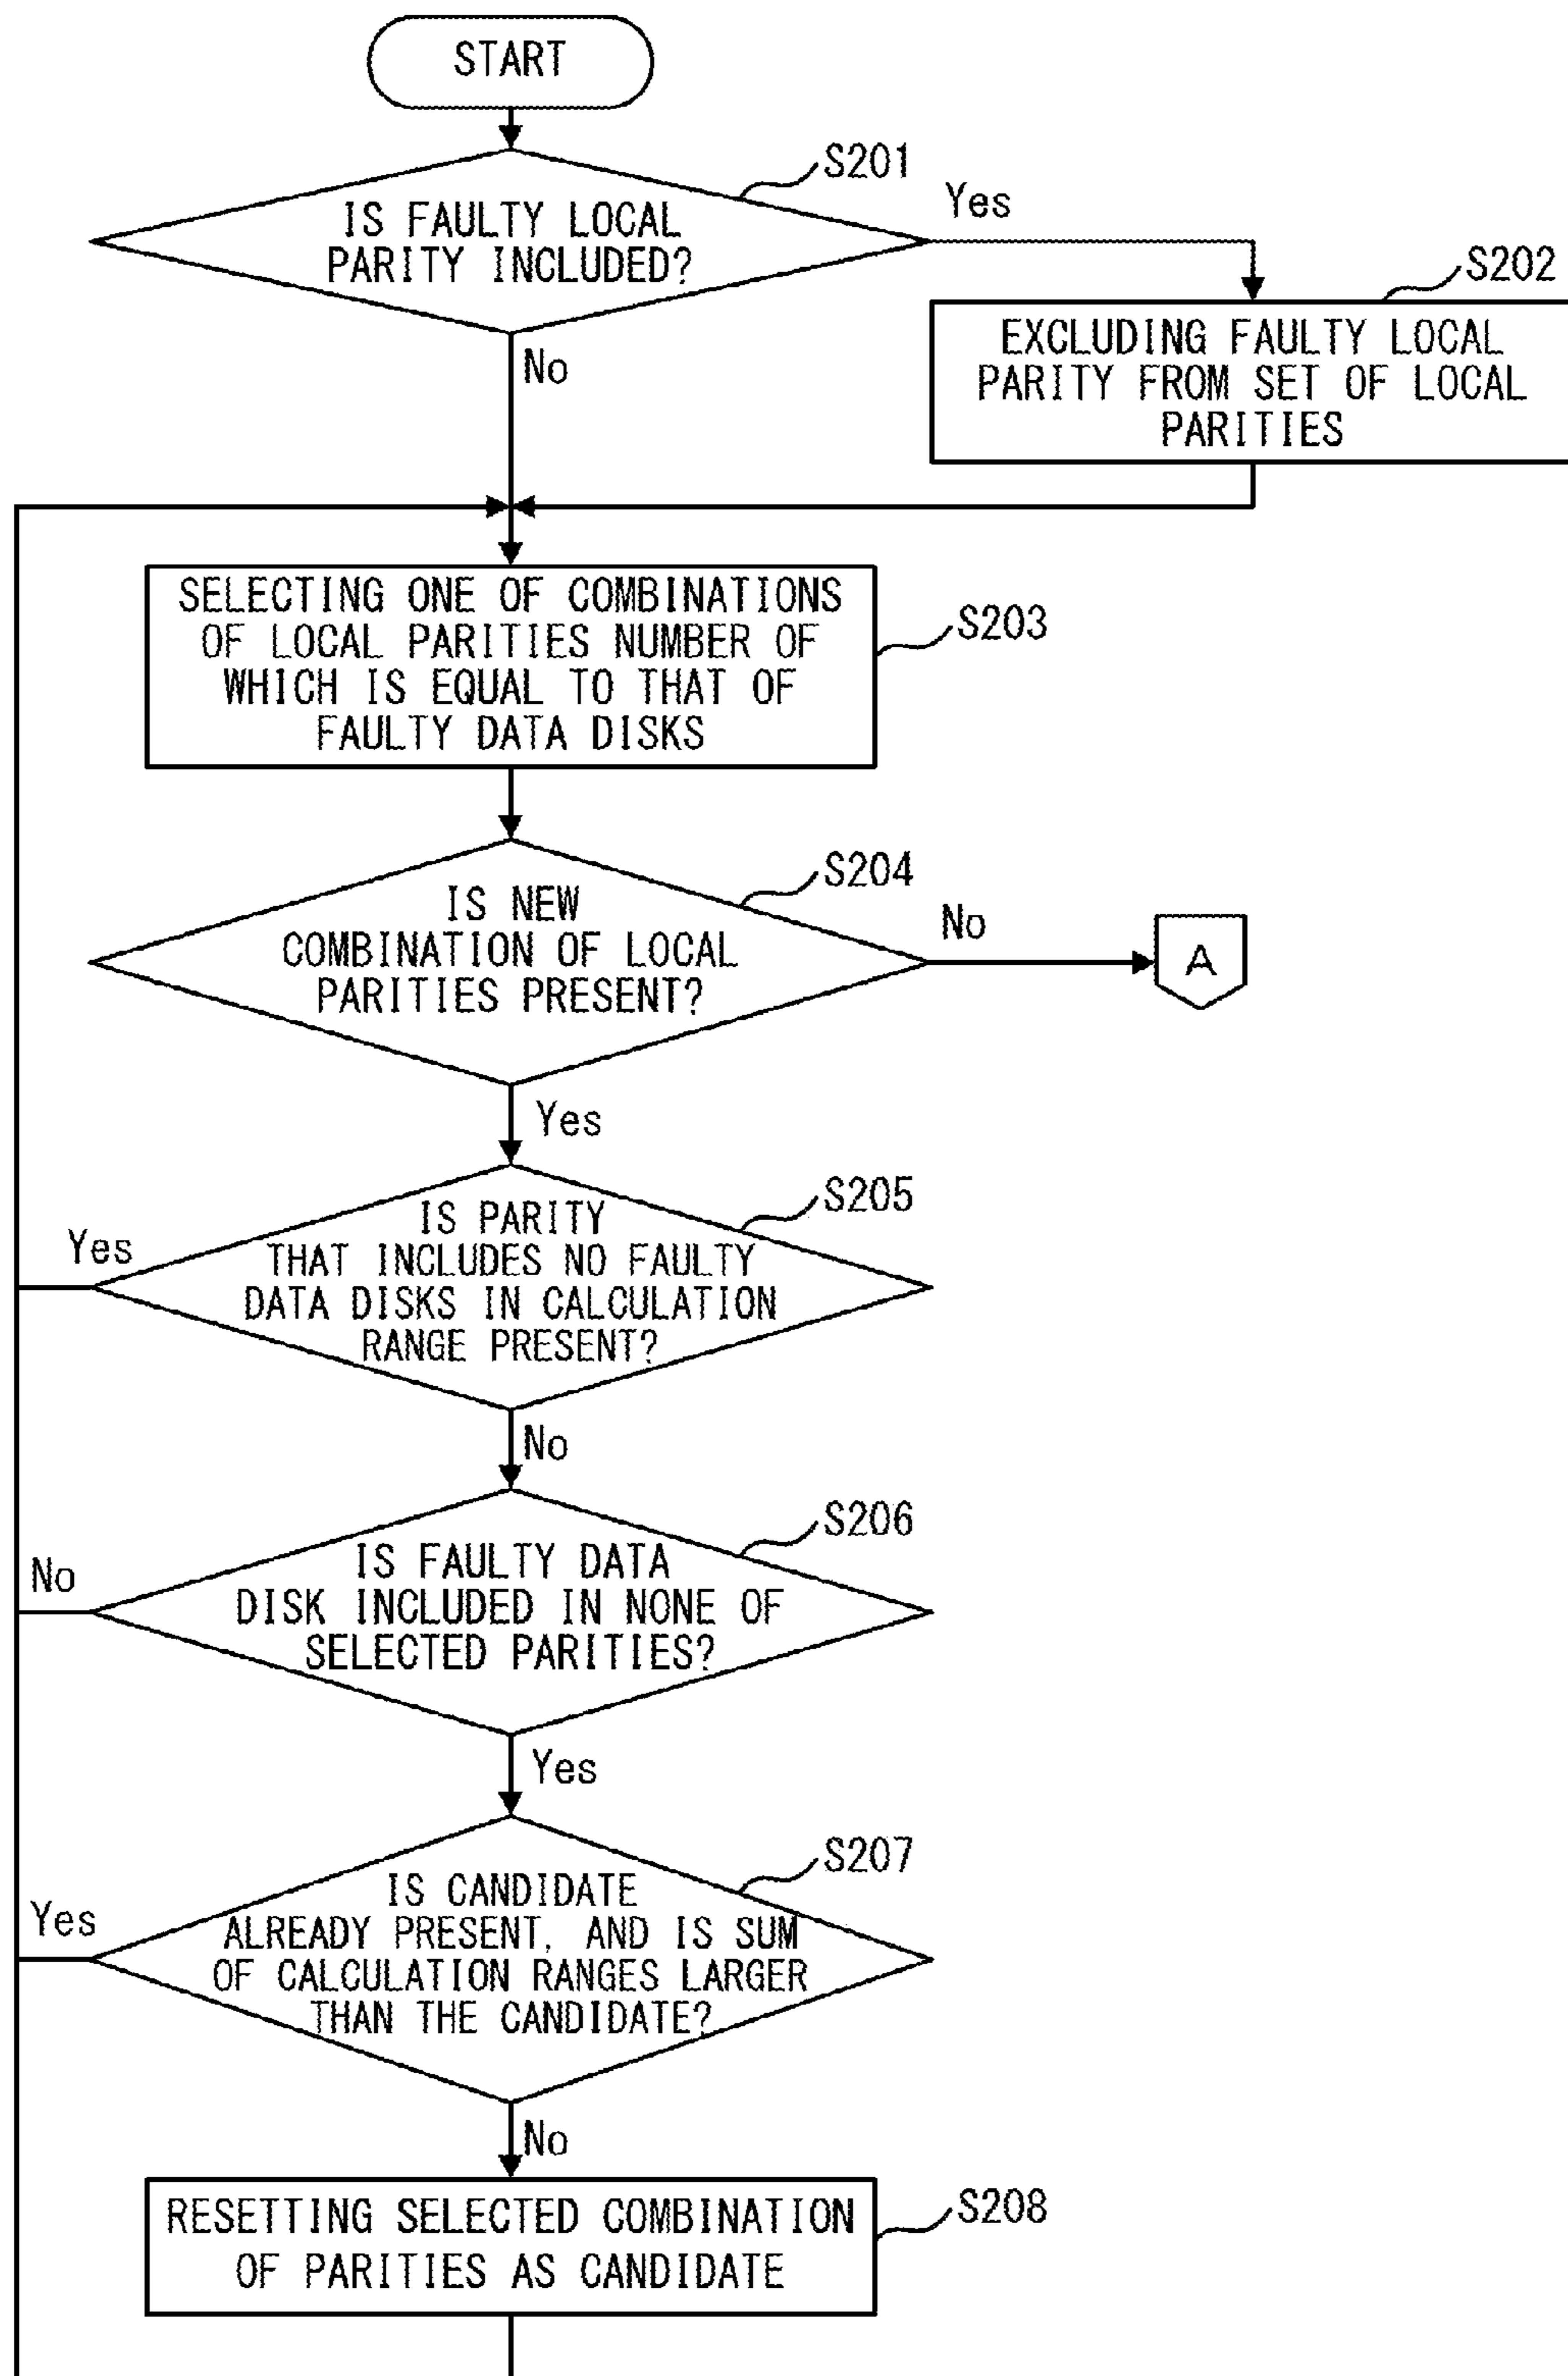 START
S201
IS FAULTY LOCAL
PARITY INCLUDED?
Yes
No
S202
EXCLUDING FAULTY LOCAL
PARITY FROM SET OF LOCAL
PARITIES
SELECTING ONE OF COMBINATIONS
OF LOCAL PARITIES NUMBER OF
WHICH IS EQUAL TO THAT OF
FAULTY DATA DISKS
S203
S204
IS NEW
COMBINATION OF LOCAL
PARITIES PRESENT?
No
A
Yes
S205
IS PARITY
THAT INCLUDES NO FAULTY
DATA DISKS IN CALCULATION
RANGE PRESENT?
Yes
No
S206
IS FAULTY DATA
DISK INCLUDED IN NONE OF
SELECTED PARITIES?
No
Yes
S207
IS CANDIDATE
ALREADY PRESENT, AND IS SUM
OF CALCULATION RANGES LARGER
THAN THE CANDIDATE?
Yes
No
S208
RESETTING SELECTED COMBINATION
OF PARITIES AS CANDIDATE